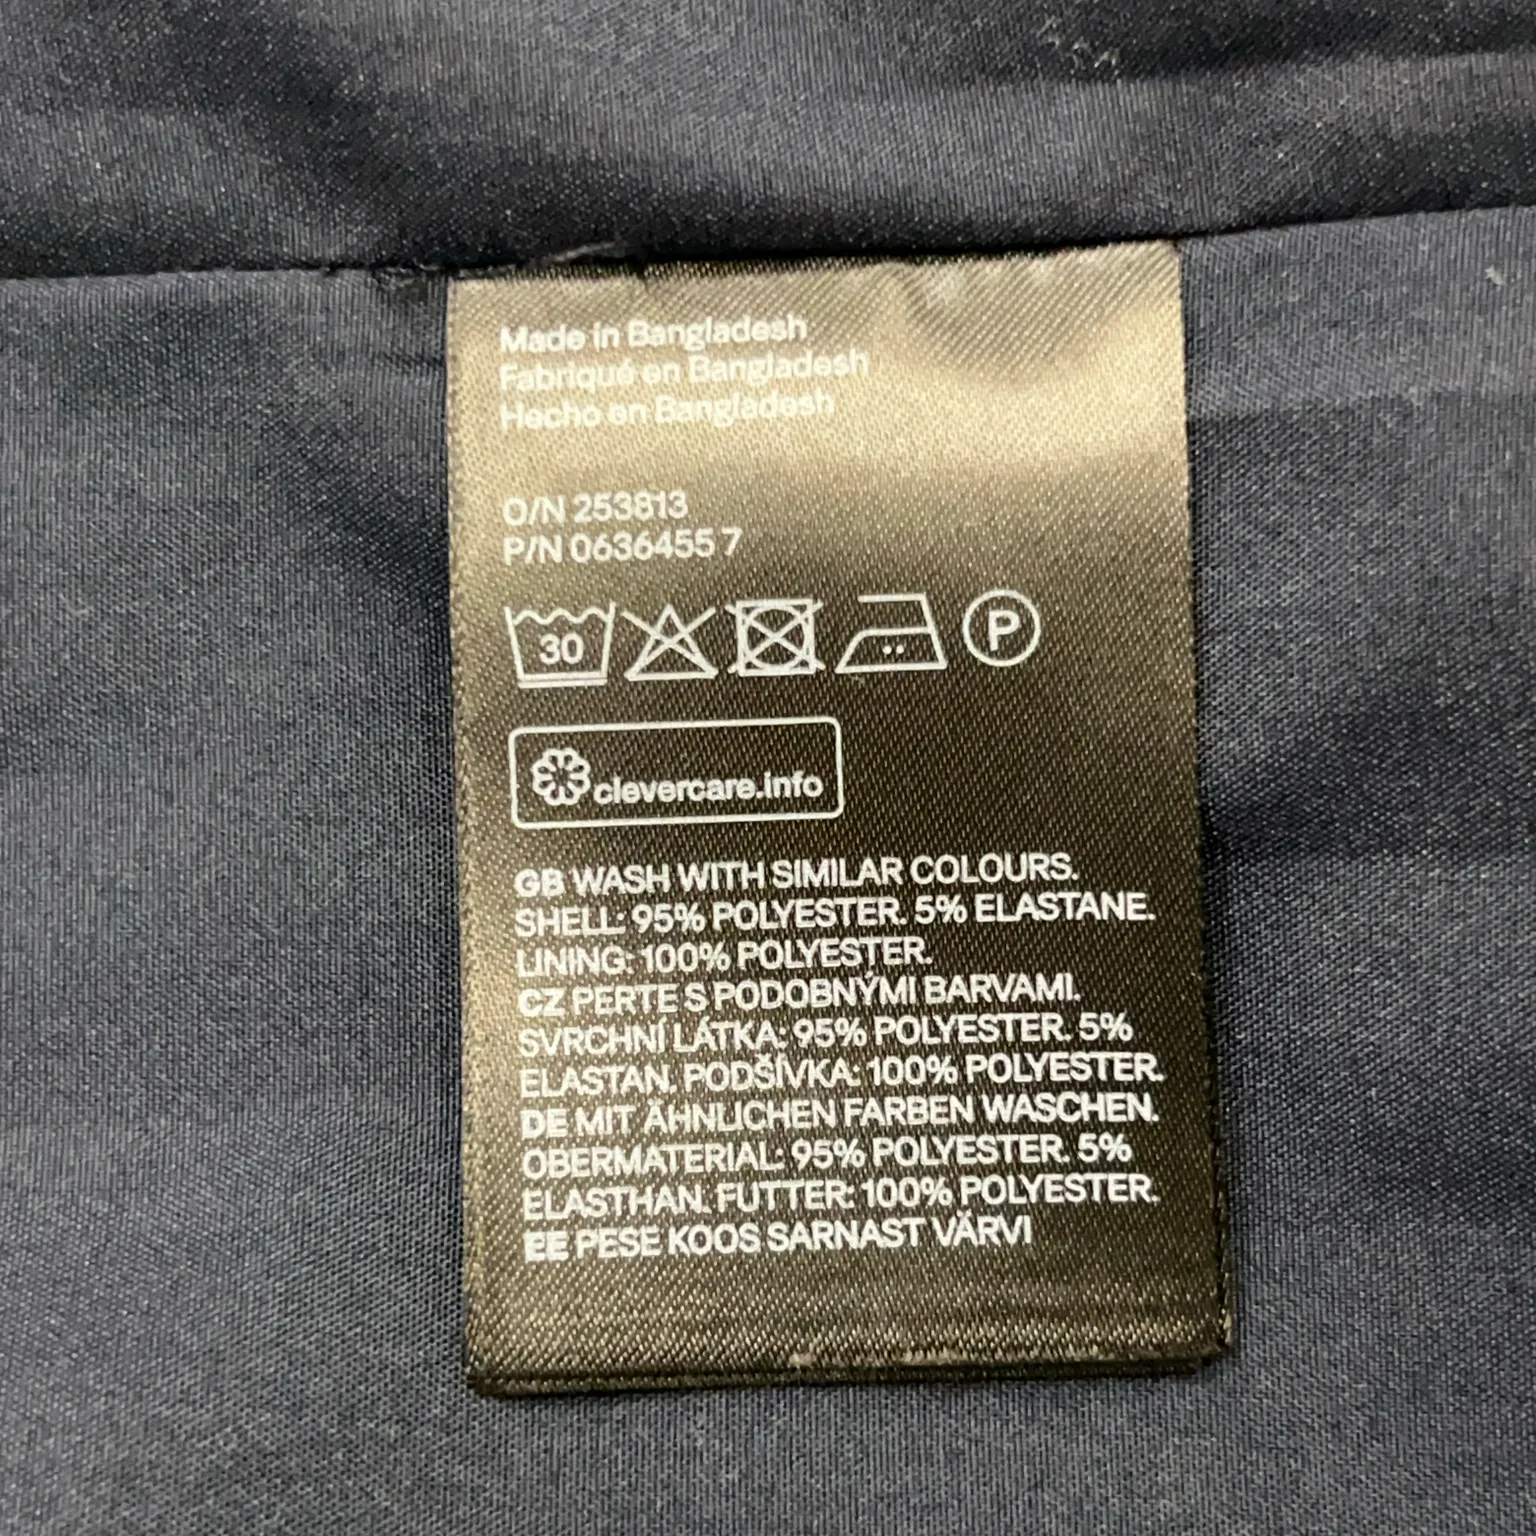 Made in Bangladesh
Fabriqué en Bangladesh
Hecho en Bangladesh
O/N 253813
P/N 0636455 7
30
P
clevercare.info
GB WASH WITH SIMILAR COLOURS.
SHELL: 95% POLYESTER. 5% ELASTANE.
LINING: 100% POLYESTER.
CZ PERTE S PODOBNÝMI BARVAMI.
SVRCHNÍ LÁTKA: 95% POLYESTER. 5%
ELASTAN. PODŠÍVKA: 100% POLYESTER.
DE MIT ÄHNLICHEN FARBEN WASCHEN.
OBERMATERIAL: 95% POLYESTER. 5%
ELASTHAN. FUTTER: 100% POLYESTER.
EE PESE KOOS SARNAST VÄRVI